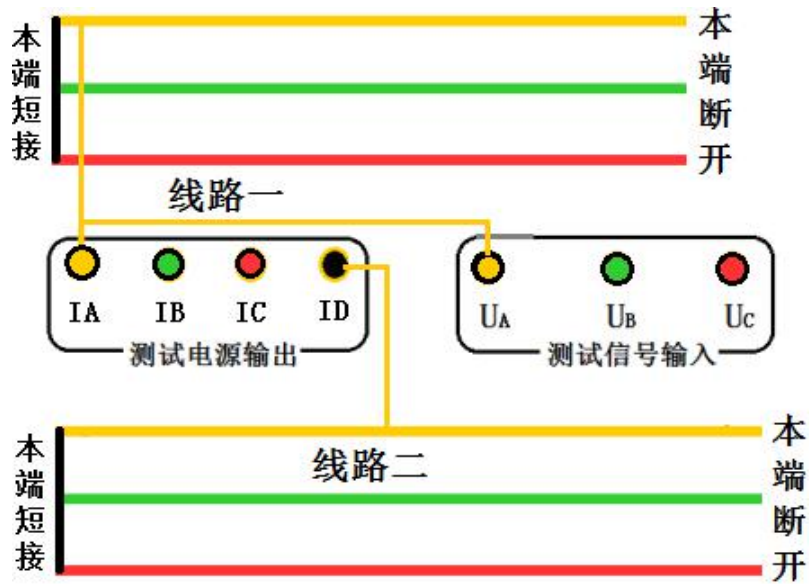 本端短接
本端断开
线路一
IA IB IC ID
测试电源输出
UA UB UC
测试信号输入
线路二
本端短接
本端断开